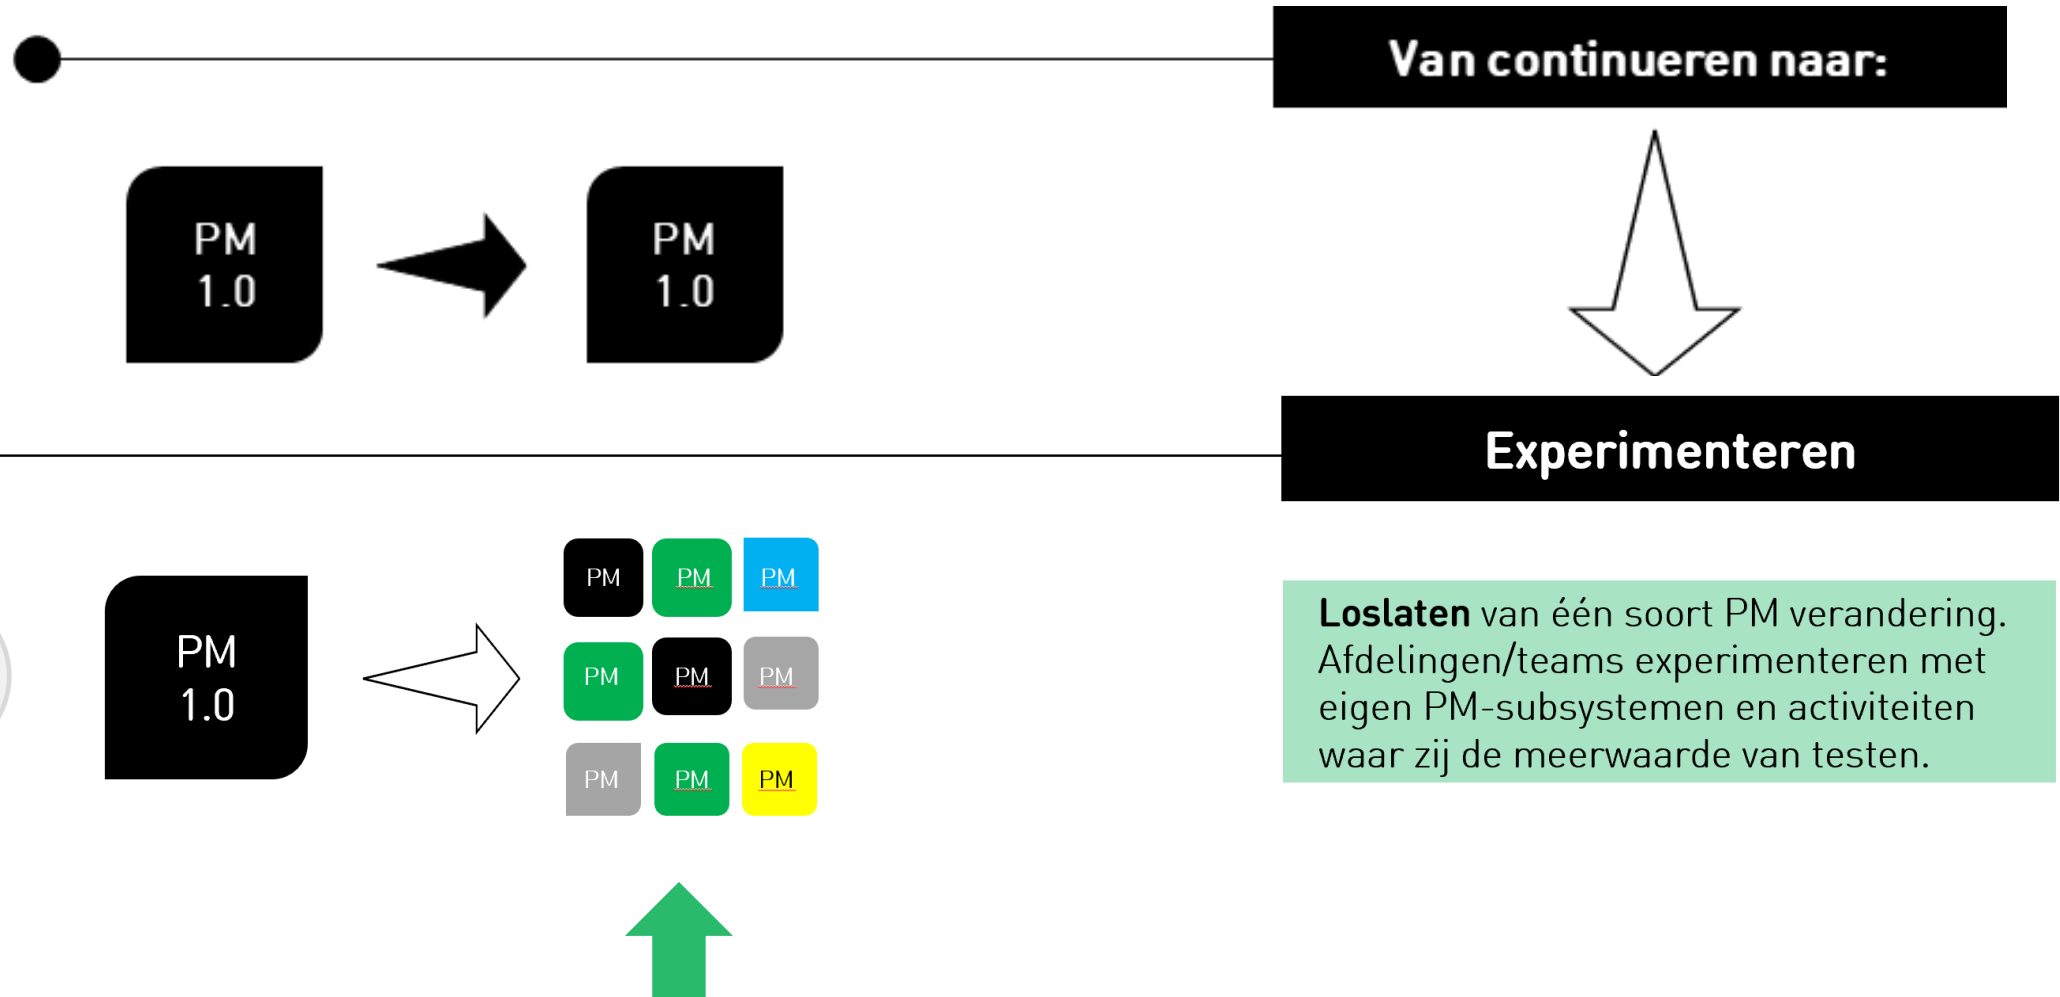 Van continueren naar:
PM
1.0
PM
1.0
Experimenteren
PM
1.0
PM PM PM
PM PM PM
PM PM PM
Loslaten van één soort PM verandering.
Afdelingen/teams experimenteren met
eigen PM-subsystemen en activiteiten
waar zij de meerwaarde van testen.